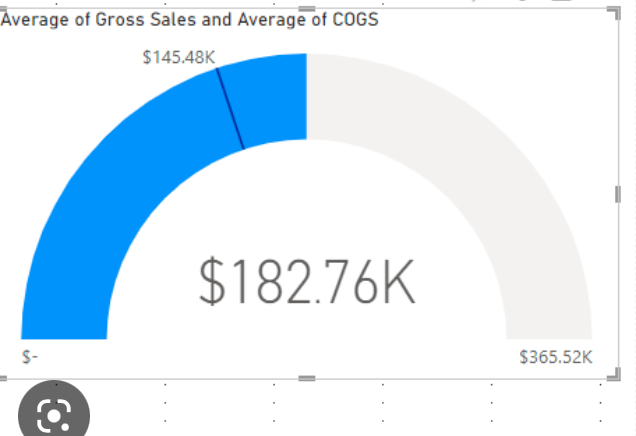 Average of Gross Sales and Average of COGS
$145.48K
$182.76K
$-
$365.52K